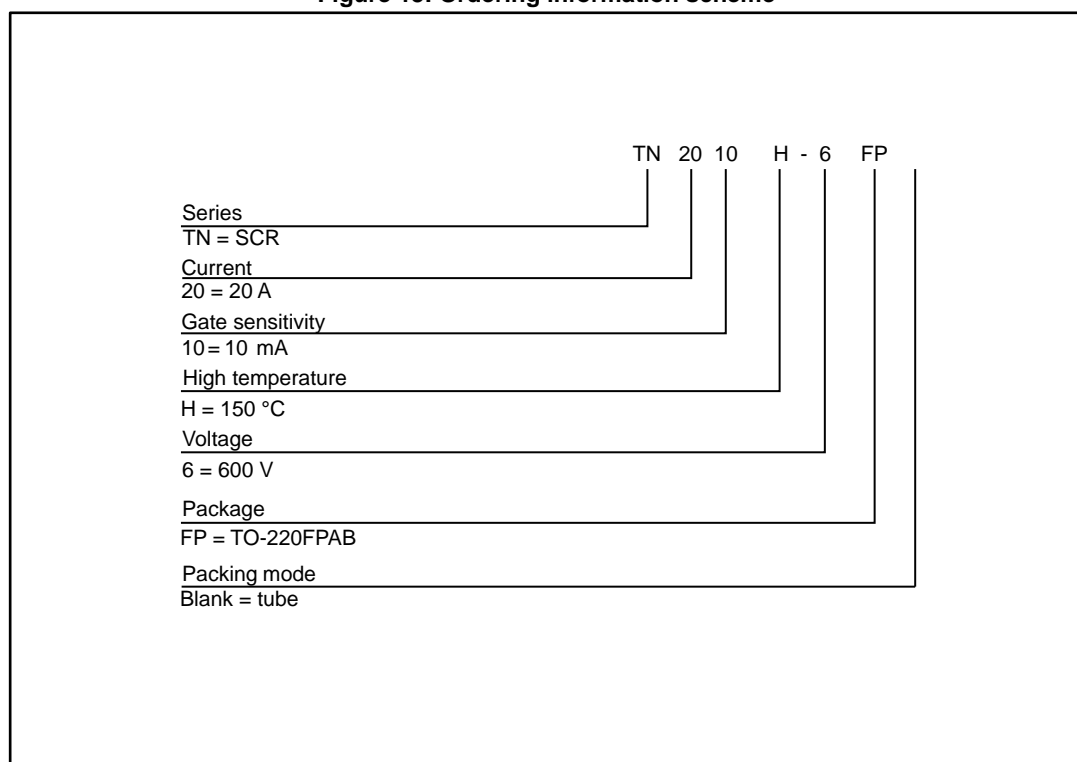 Figure Ordering information scheme
TN 20 10 H - 6 FP
Series
TN = SCR
Current
20 = 20 A
Gate sensitivity
10 = 10 mA
High temperature
H = 150 °C
Voltage
6 = 600 V
Package
FP = TO-220FPAB
Packing mode
Blank = tube